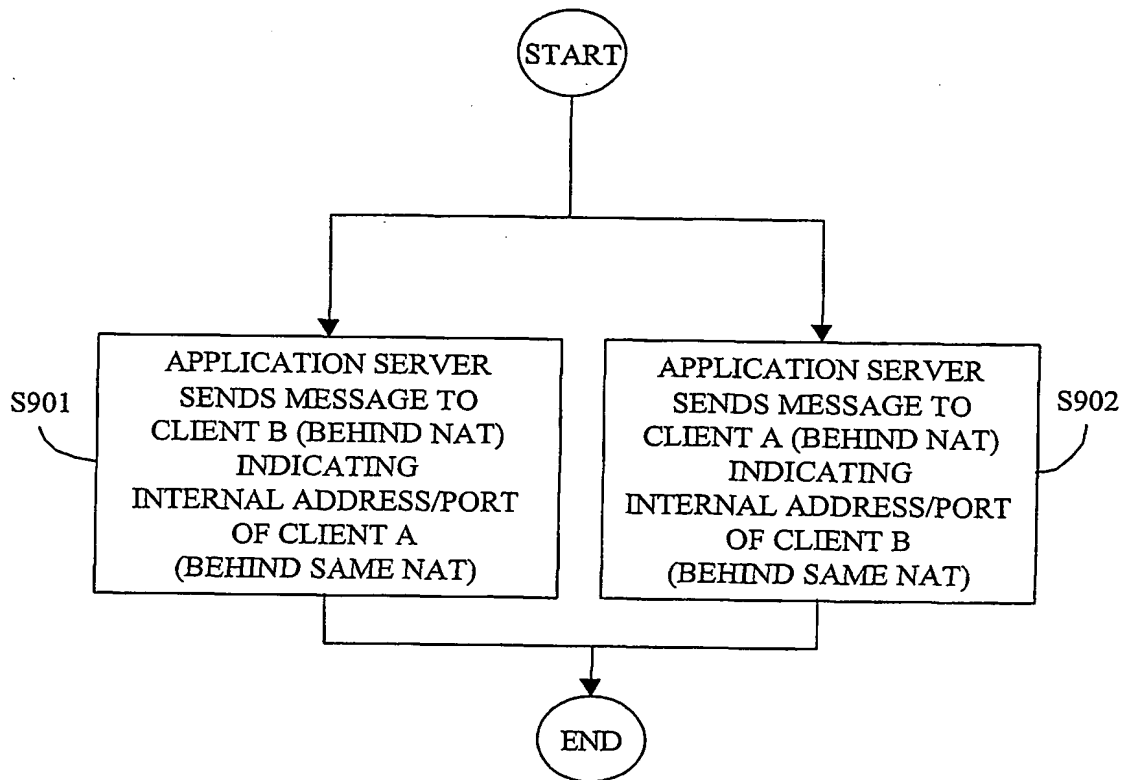 START
S901
APPLICATION SERVER
SENDS MESSAGE TO
CLIENT B (BEHIND NAT)
INDICATING
INTERNAL ADDRESS/PORT
OF CLIENT A
(BEHIND SAME NAT)
APPLICATION SERVER
SENDS MESSAGE TO
CLIENT A (BEHIND NAT)
INDICATING
INTERNAL ADDRESS/PORT
OF CLIENT B
(BEHIND SAME NAT)
S902
END